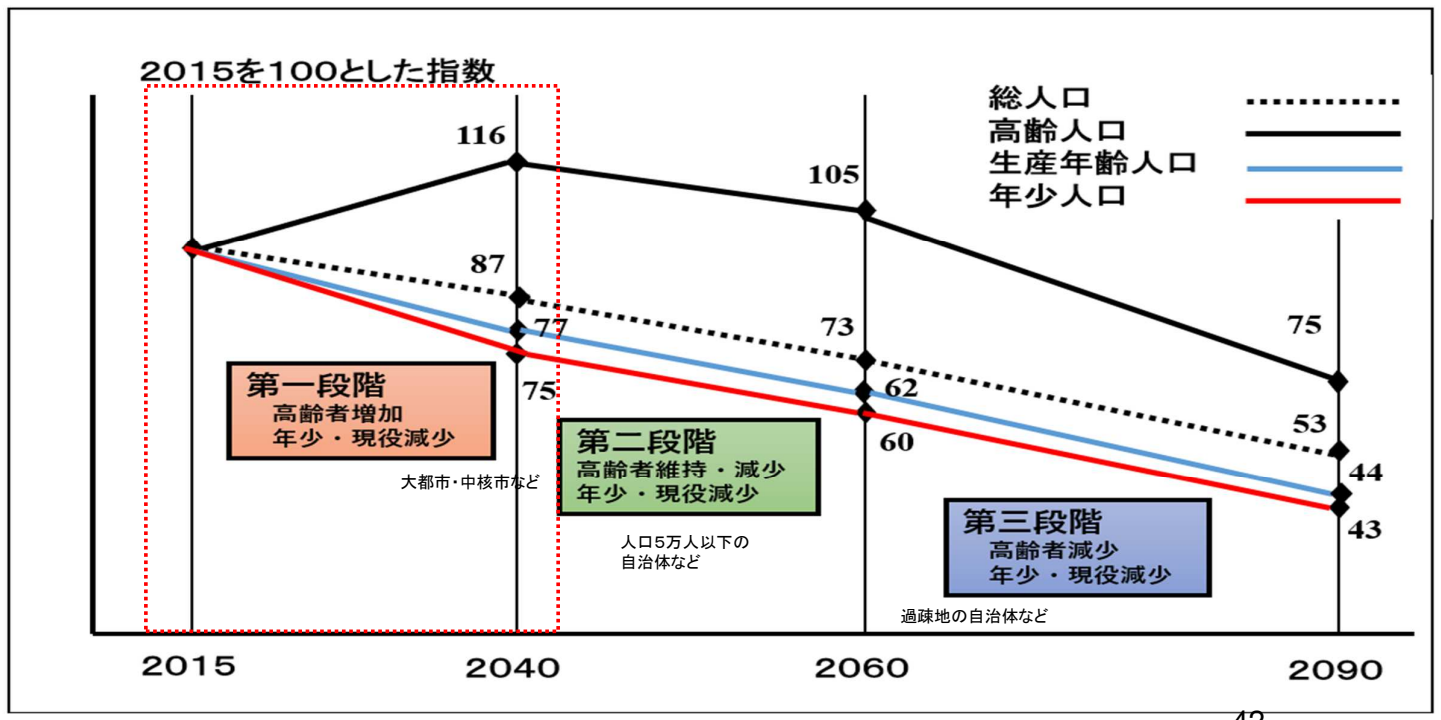 2015を100とした指数
総人口
高齢人口
生産年齢人口
年少人口
116
105
87
77
75
73
62
60
75
53
44
43
第一段階
高齢者増加
年少・現役減少
大都市・中核市など
第二段階
高齢者維持・減少
年少・現役減少
人口5万人以下の
自治体など
第三段階
高齢者減少
年少・現役減少
過疎地の自治体など
2015
2040
2060
2090